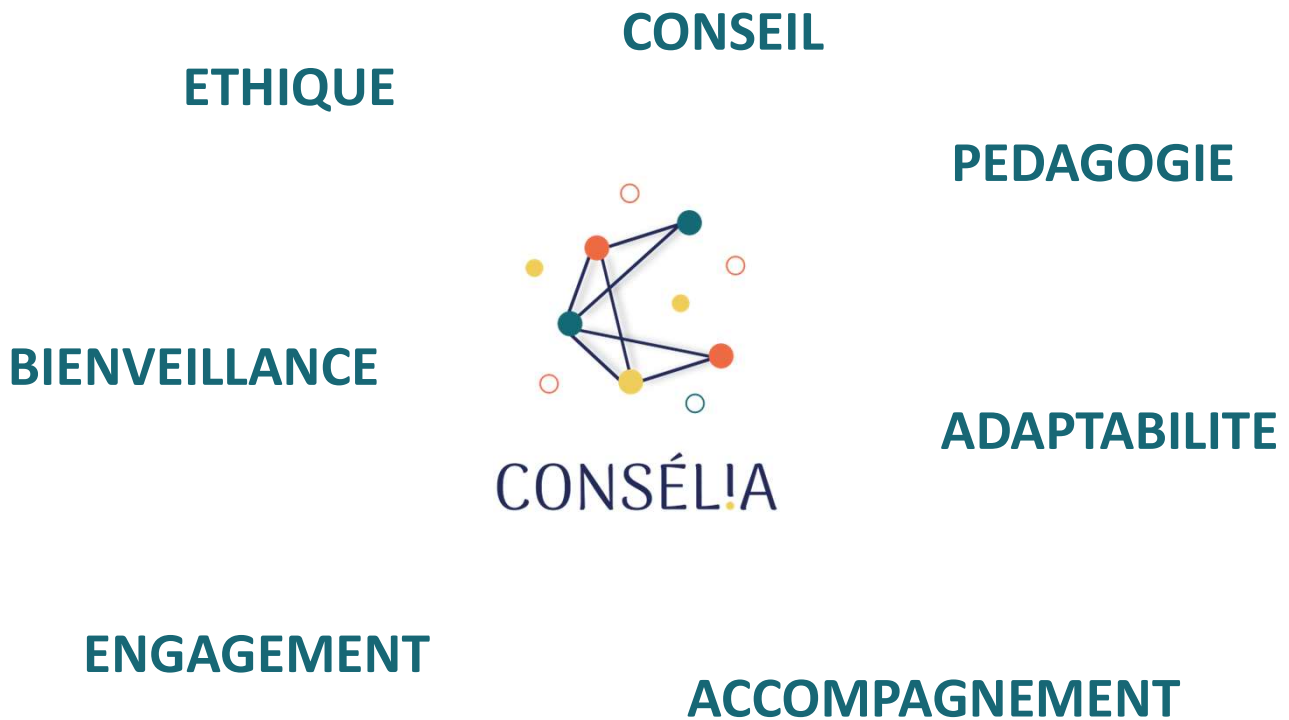 CONSEIL
ETHIQUE
PEDAGOGIE
BIENVEILLANCE
ADAPTABILITE
CONSÉL!A
ENGAGEMENT
ACCOMPAGNEMENT